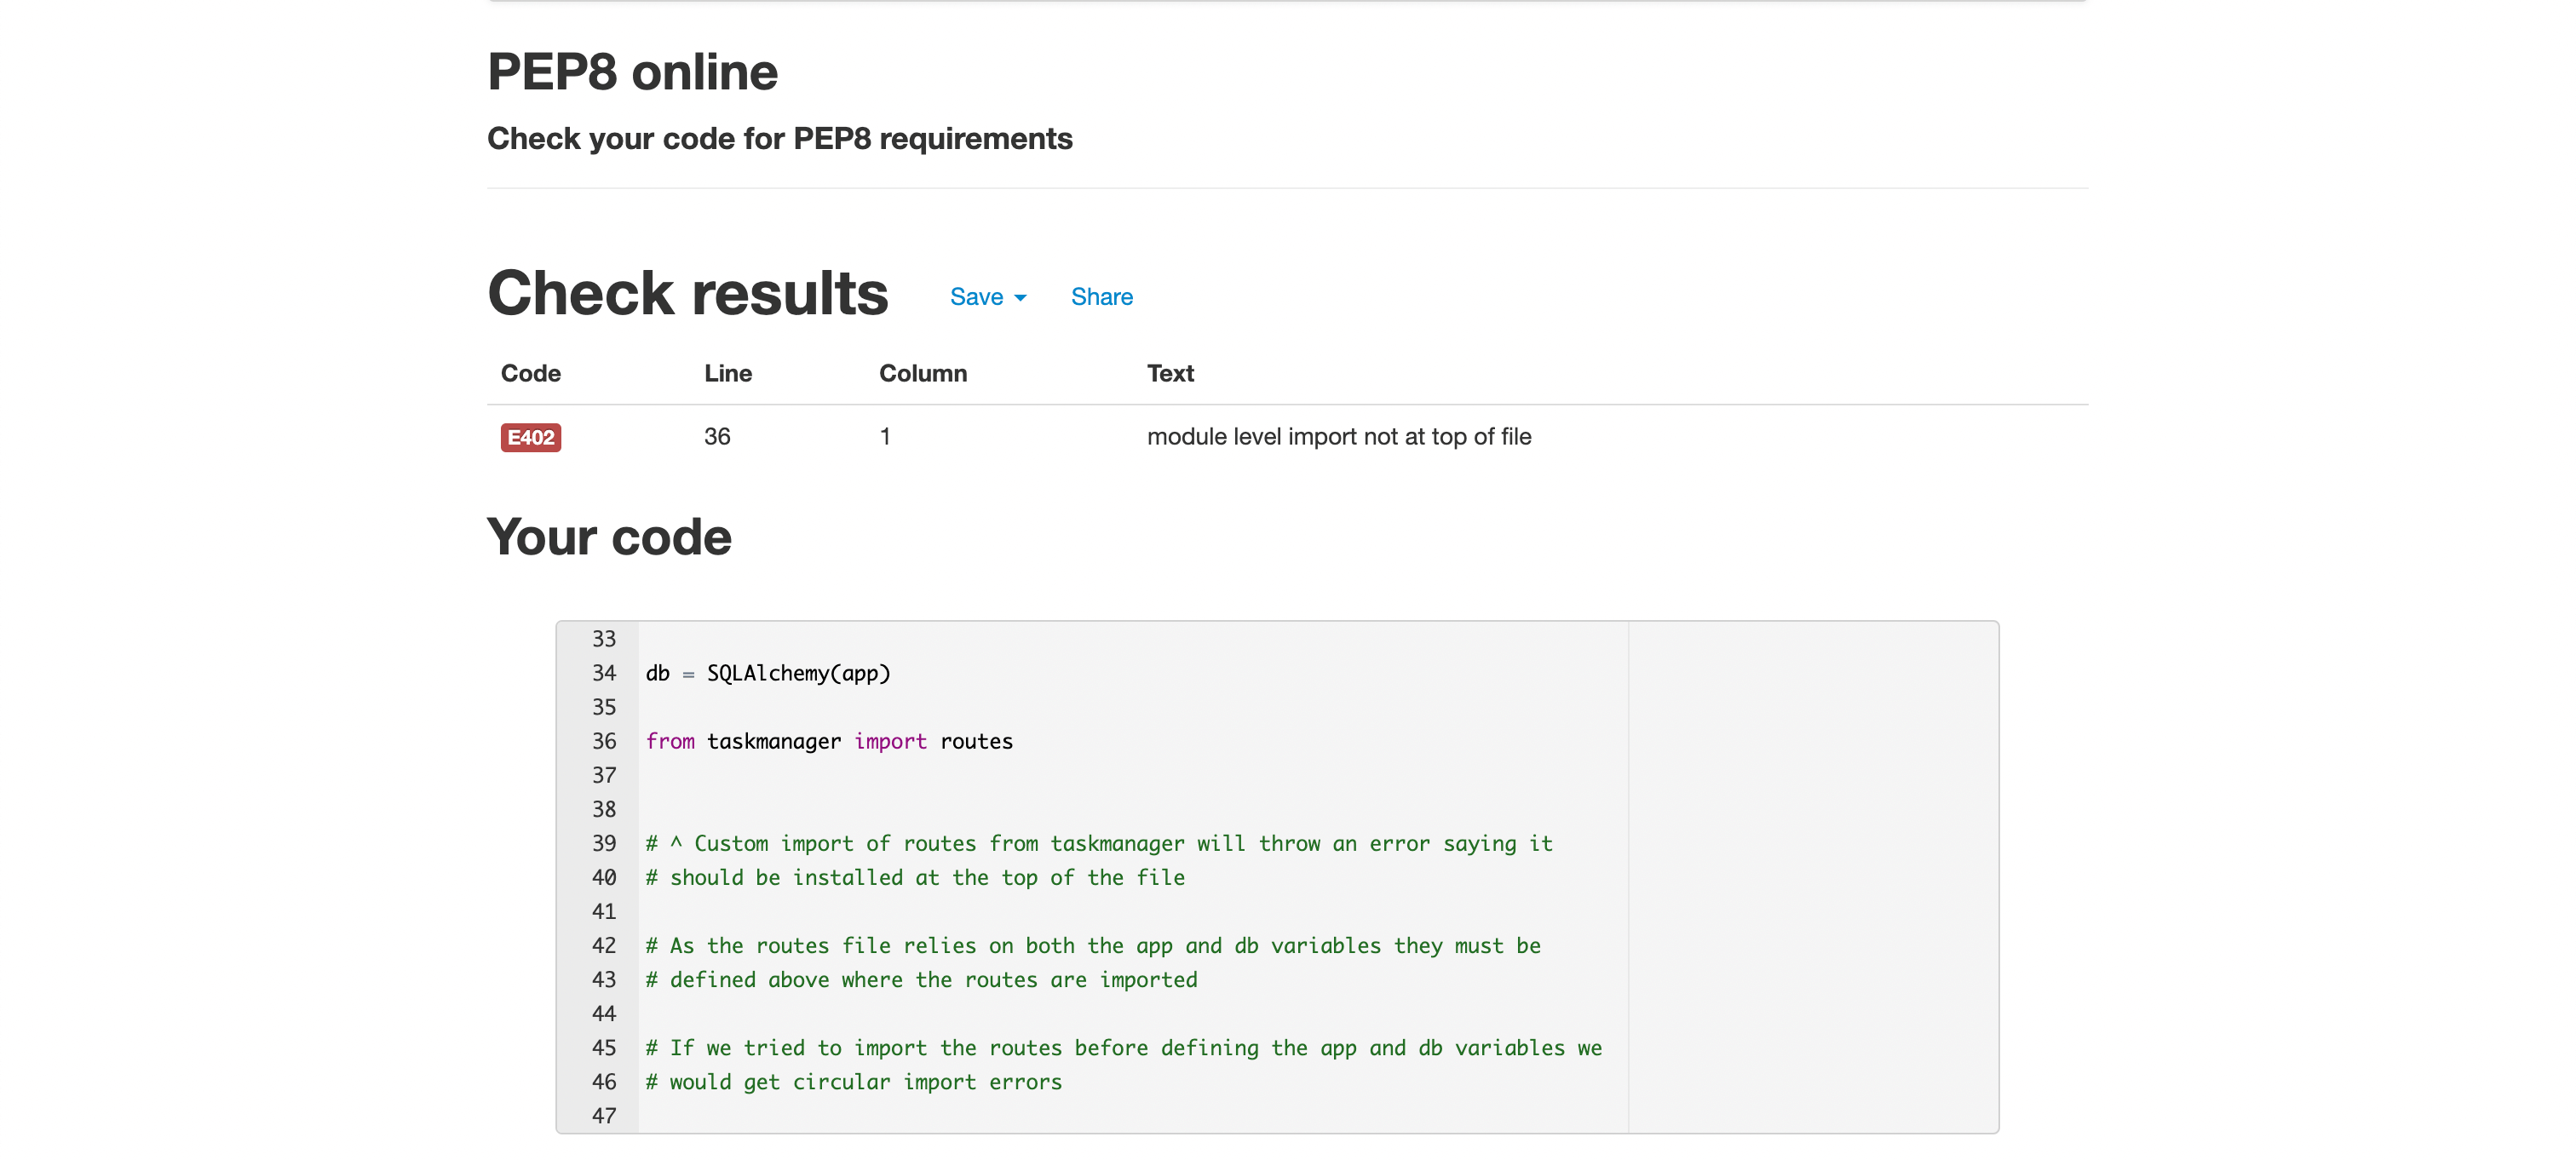 PEP8 online
Check your code for PEP8 requirements
Check results Save Share
Code Line Column Text
E402 36 1 module level import not at top of file
Your code
33
34 db = SQLAlchemy(app)
35
36 from taskmanager import routes
37
38
39 # ^ Custom import of routes from taskmanager will throw an error saying it
40 # should be installed at the top of the file
41
42 # As the routes file relies on both the app and db variables they must be
43 # defined above where the routes are imported
44
45 # If we tried to import the routes before defining the app and db variables we
46 # would get circular import errors
47